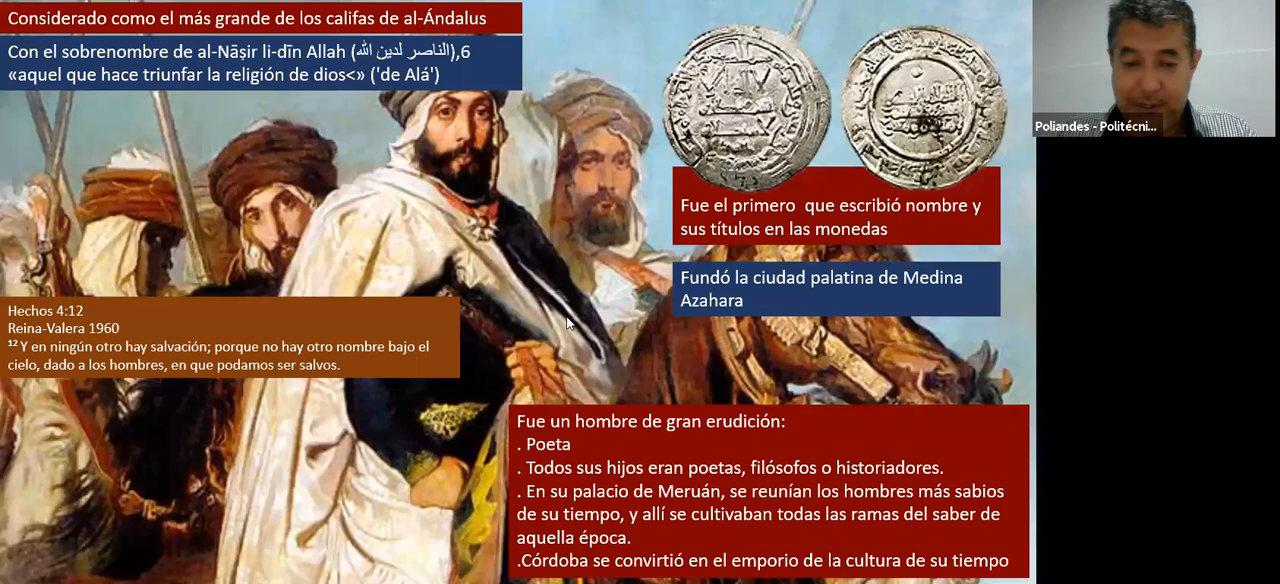 Considerado como el más grande de los califas de al-Ándalus
Con el sobrenombre de al-Nāṣir li-dīn Allah (الناصر لدين الله),6
«aquel que hace triunfar la religión de dios<» ('de Alá')
Fue el primero  que escribió nombre y
sus títulos en las monedas
Fundó la ciudad palatina de Medina
Azahara
Hechos 4:12
Reina-Valera 1960
¹² Y en ningún otro hay salvación; porque no hay otro nombre bajo el
cielo, dado a los hombres, en que podamos ser salvos.
Fue un hombre de gran erudición:
. Poeta
. Todos sus hijos eran poetas, filósofos o historiadores.
. En su palacio de Meruán, se reunían los hombres más sabios
de su tiempo, y allí se cultivaban todas las ramas del saber de
aquella época.
.Córdoba se convirtió en el emporio de la cultura de su tiempo
Poliandes - Politécni...